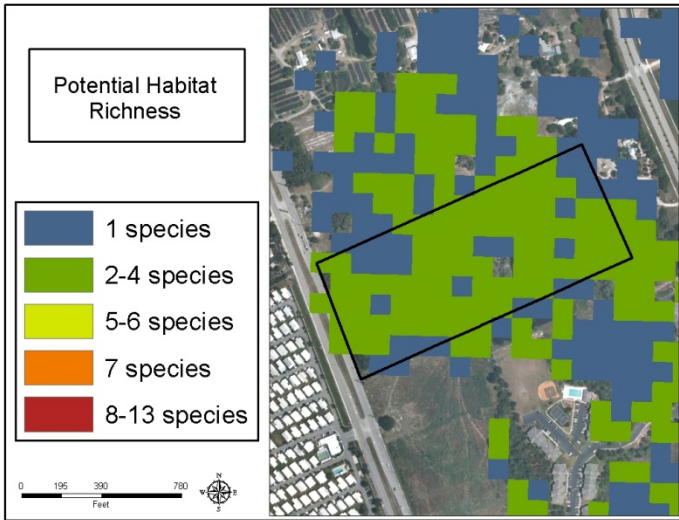 Potential Habitat
Richness
1 species
2-4 species
5-6 species
7 species
8-13 species
0 195 390 780
Feet
N
W E
S